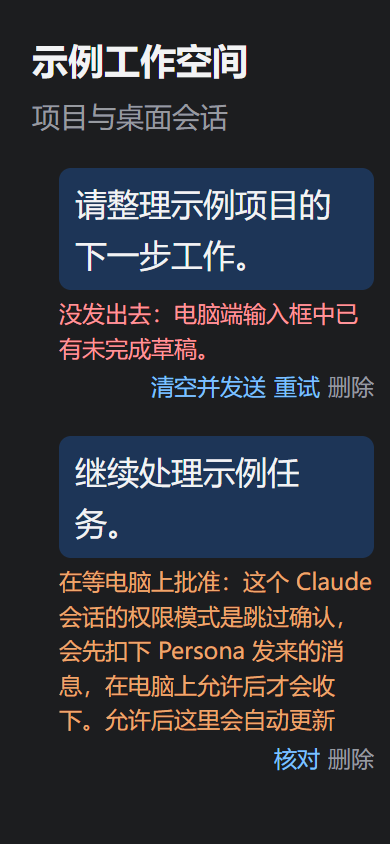 示例工作空间
项目与桌面会话
请整理示例项目的
下一步工作。
没发出去：电脑端输入框中已
有未完成草稿。
清空并发送 重试 删除
继续处理示例任
务。
在等电脑上批准：这个 Claude
会话的权限模式是跳过确认，
会先扣下 Persona 发来的消
息，在电脑上允许后才会收
下。允许后这里会自动更新
核对 删除